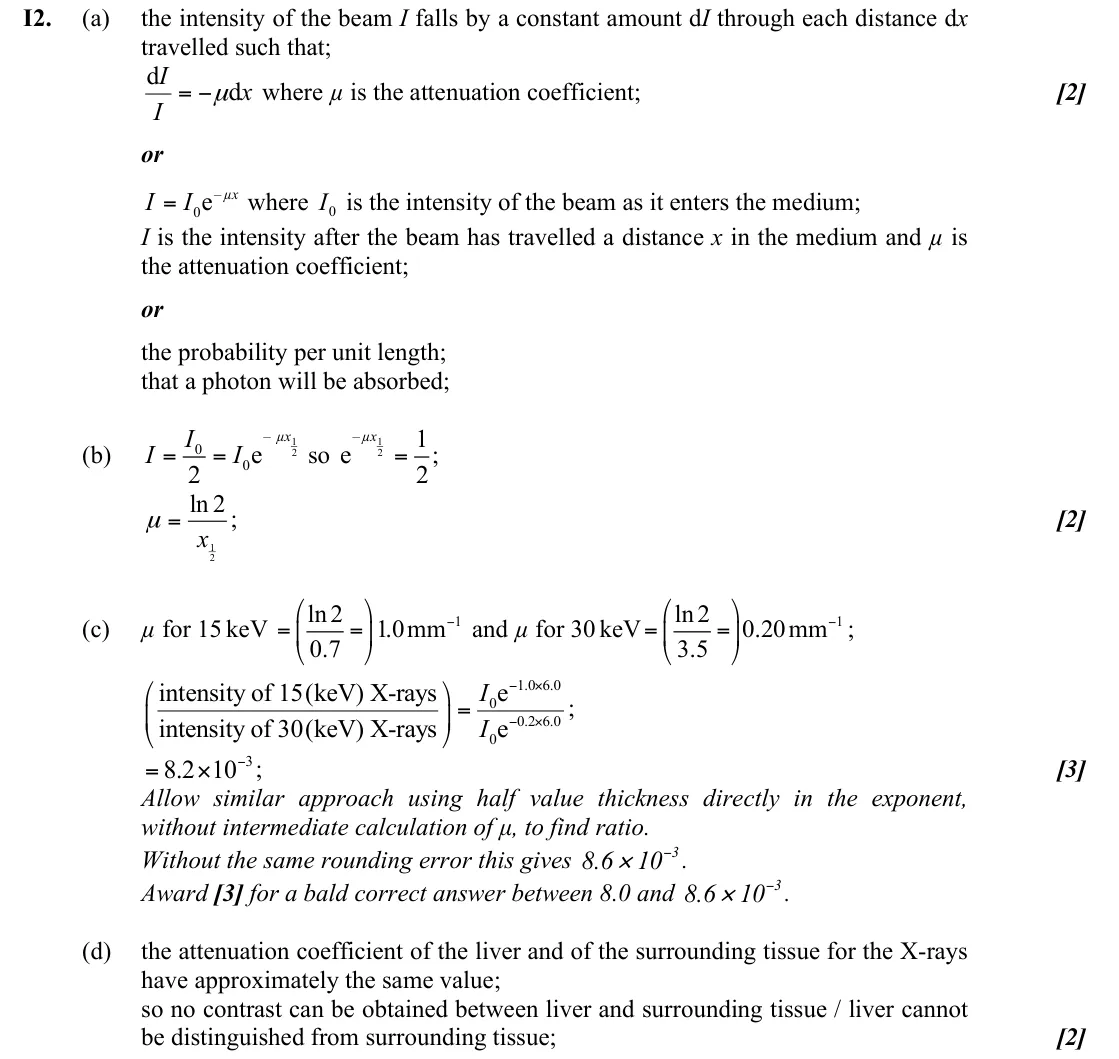 I2. (a) the intensity of the beam I falls by a constant amount dI through each distance dx
travelled such that;
dI/I = −μdx where μ is the attenuation coefficient; [2]
or
I = I₀e^(−μx) where I₀ is the intensity of the beam as it enters the medium;
I is the intensity after the beam has travelled a distance x in the medium and μ is
the attenuation coefficient;
or
the probability per unit length;
that a photon will be absorbed;
(b) I = I₀/2 = I₀e^(−μx_½) so e^(−μx_½) = 1/2;
μ = ln 2/x_½; [2]
(c) μ for 15 keV = (ln 2/0.7 =) 1.0 mm⁻¹ and μ for 30 keV = (ln 2/3.5 =) 0.20 mm⁻¹;
(intensity of 15(keV) X-rays/intensity of 30(keV) X-rays) = I₀e^(−1.0×6.0)/I₀e^(−0.2×6.0);
= 8.2×10⁻³; [3]
Allow similar approach using half value thickness directly in the exponent,
without intermediate calculation of μ, to find ratio.
Without the same rounding error this gives 8.6×10⁻³.
Award [3] for a bald correct answer between 8.0 and 8.6×10⁻³.
(d) the attenuation coefficient of the liver and of the surrounding tissue for the X-rays
have approximately the same value;
so no contrast can be obtained between liver and surrounding tissue / liver cannot
be distinguished from surrounding tissue; [2]